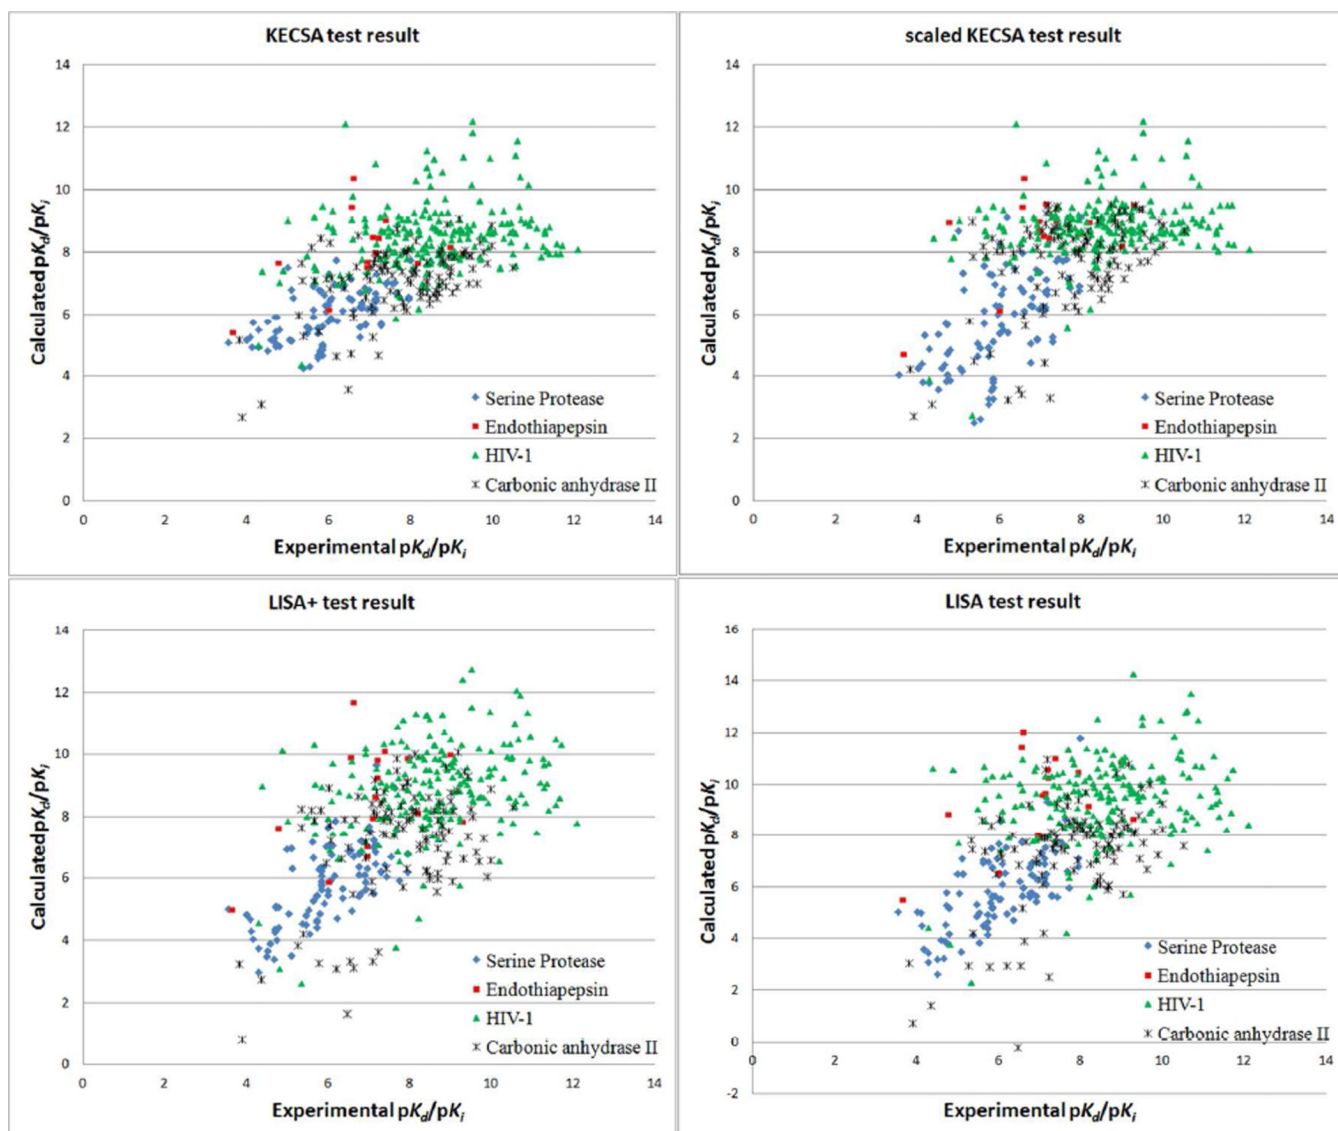 KECSA test result
14
12
10
8
6
4
2
0
Calculated pKd/pKi
Serine Protease
Endothiapepsin
HIV-1
Carbonic anhydrase II
0 2 4 6 8 10 12 14
Experimental pKd/pKi
scaled KECSA test result
14
12
10
8
6
4
2
0
Calculated pKd/pKi
Serine Protease
Endothiapepsin
HIV-1
Carbonic anhydrase II
0 2 4 6 8 10 12 14
Experimental pKd/pKi
LISA+ test result
14
12
10
8
6
4
2
0
Calculated pKd/pKi
Serine Protease
Endothiapepsin
HIV-1
Carbonic anhydrase II
0 2 4 6 8 10 12 14
Experimental pKd/pKi
LISA test result
16
14
12
10
8
6
4
2
0
-2
Calculated pKd/pKi
Serine Protease
Endothiapepsin
HIV-1
Carbonic anhydrase II
0 2 4 6 8 10 12 14
Experimental pKd/pKi